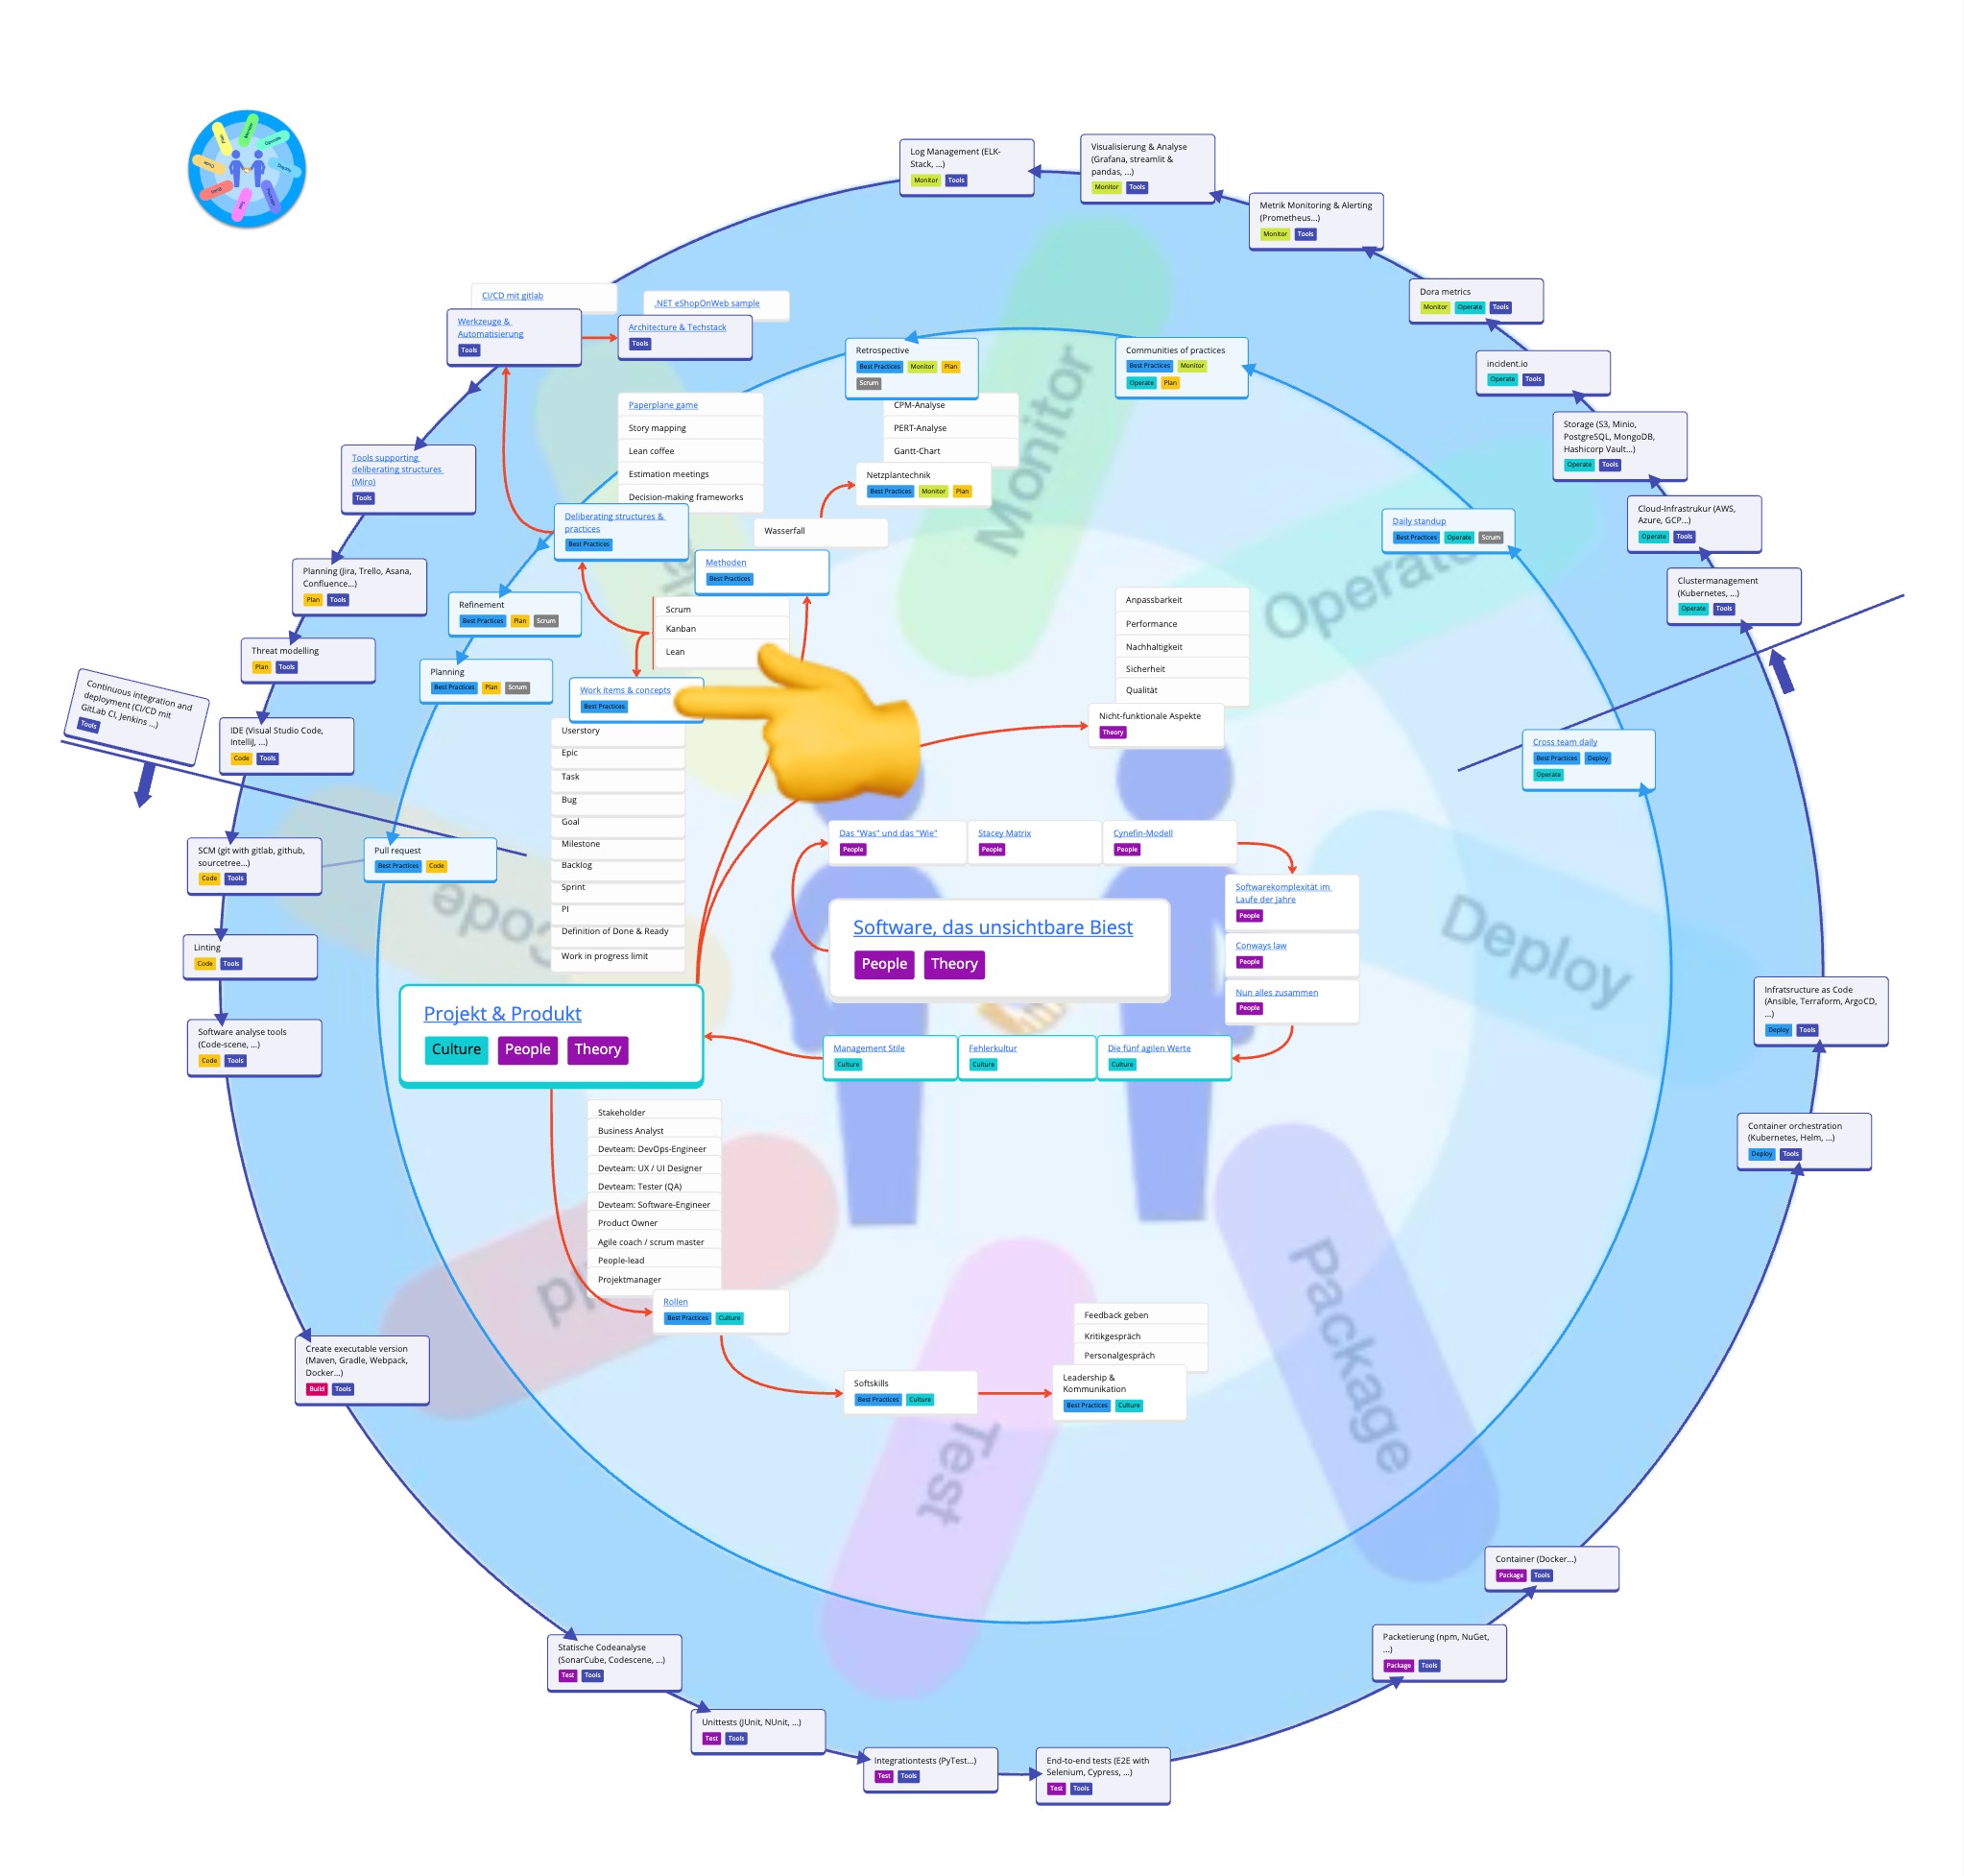 Log Management (ELK-
Stack, ...)
Monitor Tools
Visualisierung & Analyse
(Grafana, streamlit &
pandas, ...)
Monitor Tools
Metrik Monitoring & Alerting
(Prometheus...)
Monitor Tools
Dora metrics
Monitor Operate Tools
incident.io
Operate Tools
Storage (S3, Minio,
PostgreSQL, MongoDB,
Hashicorp Vault...)
Operate Tools
Cloud-Infrastrukur (AWS,
Azure, GCP...)
Operate Tools
Clustermanagement
(Kubernetes, ...)
Operate Tools
CI/CD mit gitlab
Werkzeuge &
Automatisierung
Tools
.NET eShopOnWeb sample
Architecture & Techstack
Tools
Retrospective
Best Practices Monitor Plan
Scrum
Communities of practices
Best Practices Monitor
Operate Plan
Paperplane game
Story mapping
Lean coffee
Estimation meetings
Decision-making frameworks
Deliberating structures &
practices
Best Practices
CPM-Analyse
PERT-Analyse
Gantt-Chart
Netzplantechnik
Best Practices Monitor Plan
Wasserfall
Methoden
Best Practices
Monitor
Operate
Daily standup
Best Practices Operate Scrum
Tools supporting
deliberating structures
(Miro)
Tools
Planning (Jira, Trello, Asana,
Confluence...)
Plan Tools
Threat modelling
Plan Tools
Refinement
Best Practices Plan Scrum
Planning
Best Practices Plan Scrum
Scrum
Kanban
Lean
Work items & concepts
Best Practices
Anpassbarkeit
Performance
Nachhaltigkeit
Sicherheit
Qualität
Nicht-funktionale Aspekte
Theory
Cross team daily
Best Practices Deploy
Operate
Continuous integration and
deployment (CI/CD mit
GitLab CI, Jenkins ...)
Tools
IDE (Visual Studio Code,
IntelliJ, ...)
Code Tools
SCM (git with gitlab, github,
sourcetree...)
Code Tools
Pull request
Best Practices Code
Linting
Code Tools
Software analyse tools
(Code-scene, ...)
Code Tools
Code
Userstory
Epic
Task
Bug
Goal
Milestone
Backlog
Sprint
PI
Definition of Done & Ready
Work in progress limit
Das "Was" und das "Wie"
People
Stacey Matrix
People
Cynefin-Modell
People
Softwarekomplexität im
Laufe der Jahre
People
Conways law
People
Nun alles zusammen
People
Software, das unsichtbare Biest
People Theory
Die fünf agilen Werte
Culture
Fehlerkultur
Culture
Management Stile
Culture
Projekt & Produkt
Culture People Theory
Deploy
Infratsructure as Code
(Ansible, Terraform, ArgoCD,
...)
Deploy Tools
Container orchestration
(Kubernetes, Helm, ...)
Deploy Tools
Stakeholder
Business Analyst
Devteam: DevOps-Engineer
Devteam: UX / UI Designer
Devteam: Tester (QA)
Devteam: Software-Engineer
Product Owner
Agile coach / scrum master
People-lead
Projektmanager
Rollen
Best Practices Culture
Softskills
Best Practices Culture
Feedback geben
Kritikgespräch
Personalgespräch
Leadership &
Kommunikation
Best Practices Culture
Package
Test
Create executable version
(Maven, Gradle, Webpack,
Docker...)
Build Tools
Statische Codeanalyse
(SonarCube, Codescene, ...)
Test Tools
Unittests (JUnit, NUnit, ...)
Test Tools
Integrationtests (PyTest...)
Test Tools
End-to-end tests (E2E with
Selenium, Cypress, ...)
Test Tools
Packetierung (npm, NuGet,
...)
Package Tools
Container (Docker...)
Package Tools